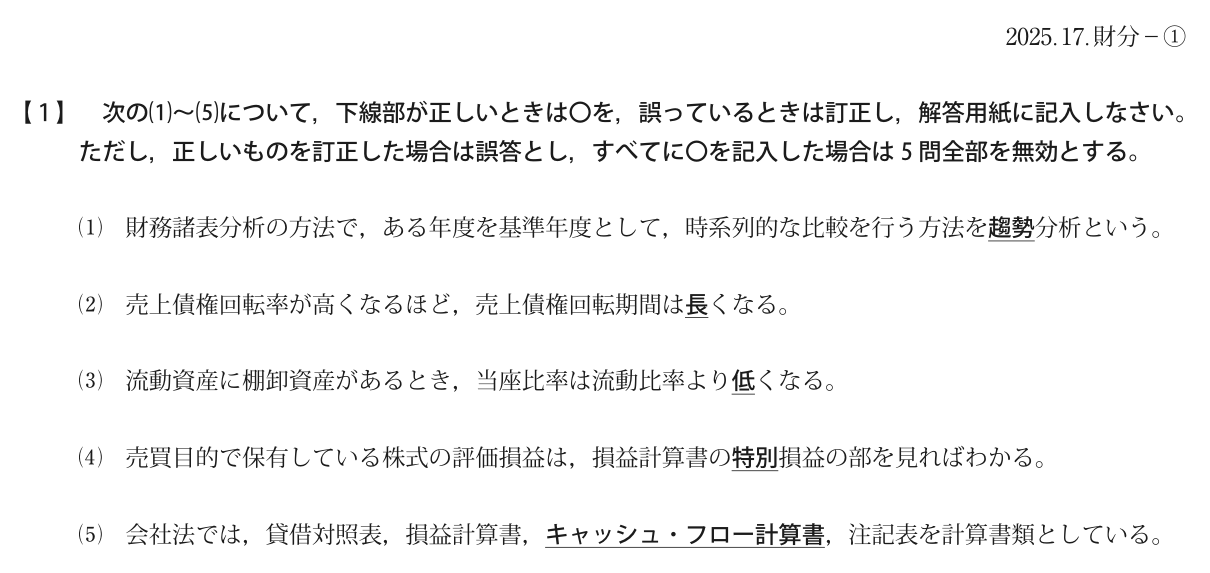 2025.17.財分－①
【1】　次の⑴～⑸について，下線部が正しいときは〇を，誤っているときは訂正し，解答用紙に記入しなさい。
ただし，正しいものを訂正した場合は誤答とし，すべてに〇を記入した場合は5問全部を無効とする。
⑴　財務諸表分析の方法で，ある年度を基準年度として，時系列的な比較を行う方法を趨勢分析という。
⑵　売上債権回転率が高くなるほど，売上債権回転期間は長くなる。
⑶　流動資産に棚卸資産があるとき，当座比率は流動比率より低くなる。
⑷　売買目的で保有している株式の評価損益は，損益計算書の特別損益の部を見ればわかる。
⑸　会社法では，貸借対照表，損益計算書，キャッシュ・フロー計算書，注記表を計算書類としている。